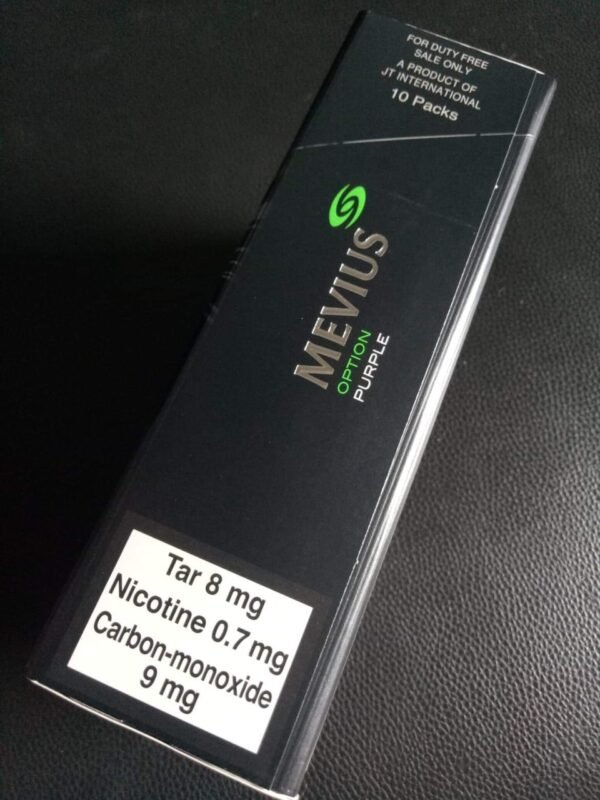 FOR DUTY FREE
SALE ONLY
A PRODUCT OF
JT INTERNATIONAL
10 Packs
MEVIUS
OPTION
PURPLE
Tar 8 mg
Nicotine 0.7 mg
Carbon-monoxide
9 mg